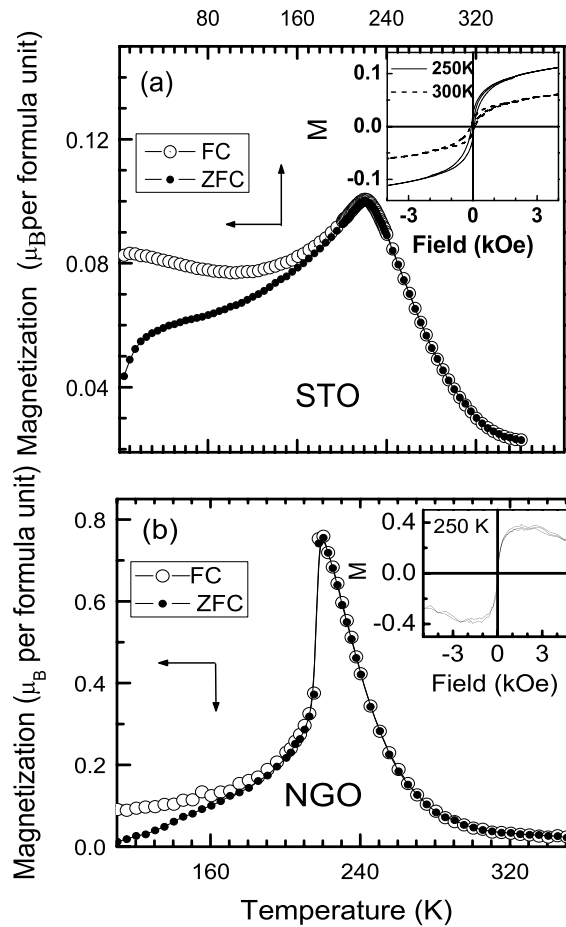 80 160 240 320
(a)
FC
ZFC
250K
300K
0.1
0.0
-0.1
M
-3 0 3
Field (kOe)
0.12
0.08
0.04
Magnetization (μB per formula unit)
STO
(b)
FC
ZFC
250 K
0.4
0.0
-0.4
M
-3 0 3
Field (kOe)
0.8
0.6
0.4
0.2
0.0
Magnetization (μB per formula unit)
NGO
160 240 320
Temperature (K)